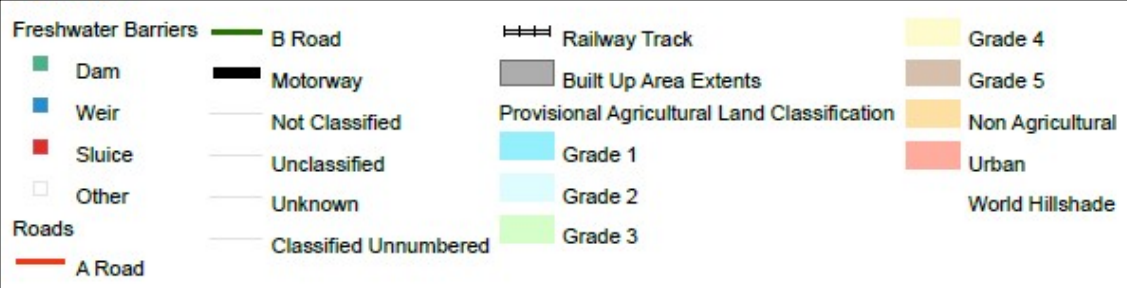 Freshwater Barriers
Dam
Weir
Sluice
Other
Roads
A Road
B Road
Motorway
Not Classified
Unclassified
Unknown
Classified Unnumbered
Railway Track
Built Up Area Extents
Provisional Agricultural Land Classification
Grade 1
Grade 2
Grade 3
Grade 4
Grade 5
Non Agricultural
Urban
World Hillshade